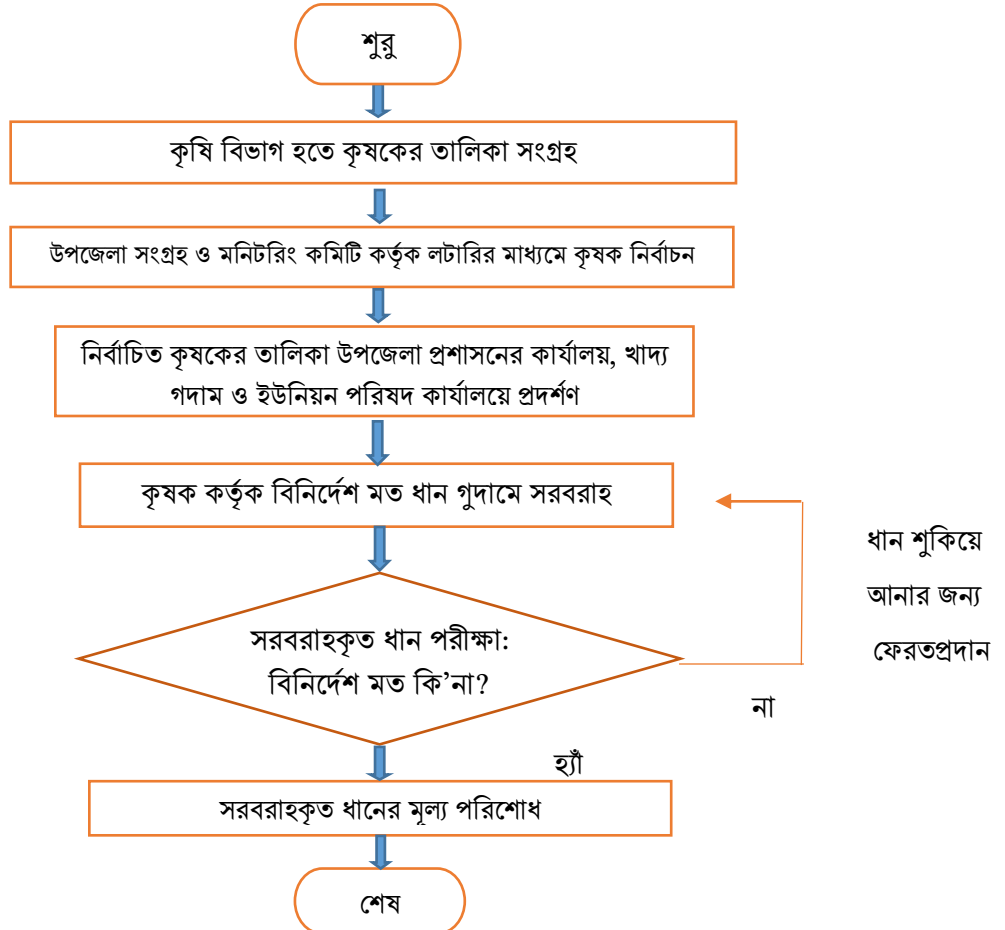 শুরু
কৃষি বিভাগ হতে কৃষকের তালিকা সংগ্রহ
উপজেলা সংগ্রহ ও মনিটরিং কমিটি কর্তৃক লটারির মাধ্যমে কৃষক নির্বাচন
নির্বাচিত কৃষকের তালিকা উপজেলা প্রশাসনের কার্যালয়, খাদ্য
গদাম ও ইউনিয়ন পরিষদ কার্যালয়ে প্রদর্শণ
কৃষক কর্তৃক বিনির্দেশ মত ধান গুদামে সরবরাহ
ধান শুকিয়ে
আনার জন্য
ফেরতপ্রদান
সরবরাহকৃত ধান পরীক্ষা:
বিনির্দেশ মত কি’না?
না
হ্যাঁ
সরবরাহকৃত ধানের মূল্য পরিশোধ
শেষ